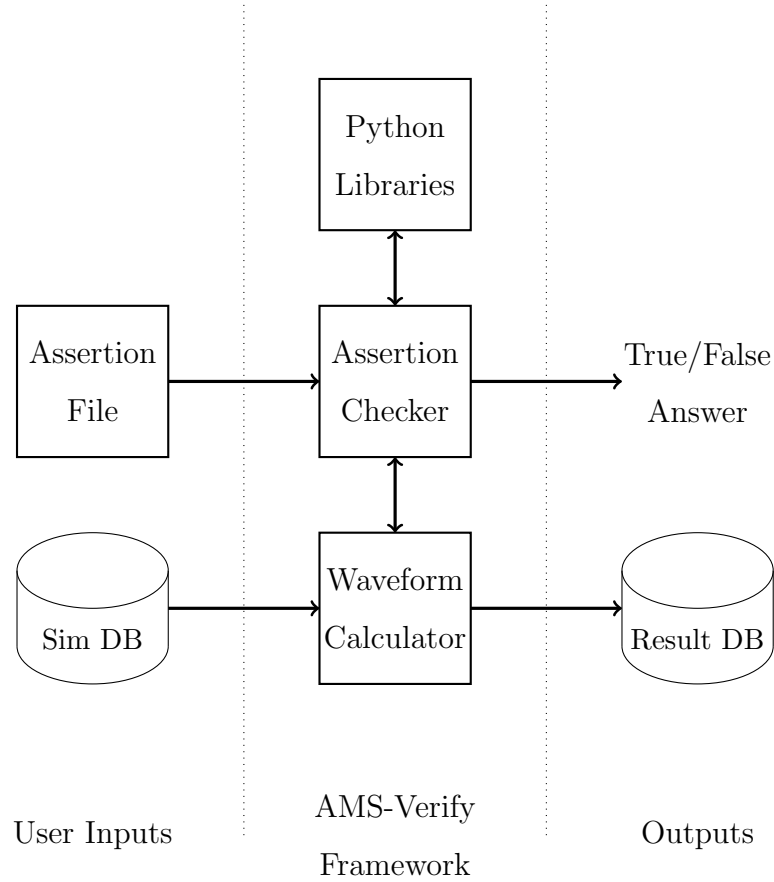 Python
Libraries
Assertion
File
Assertion
Checker
True/False
Answer
Sim DB
Waveform
Calculator
Result DB
User Inputs
AMS-Verify
Framework
Outputs